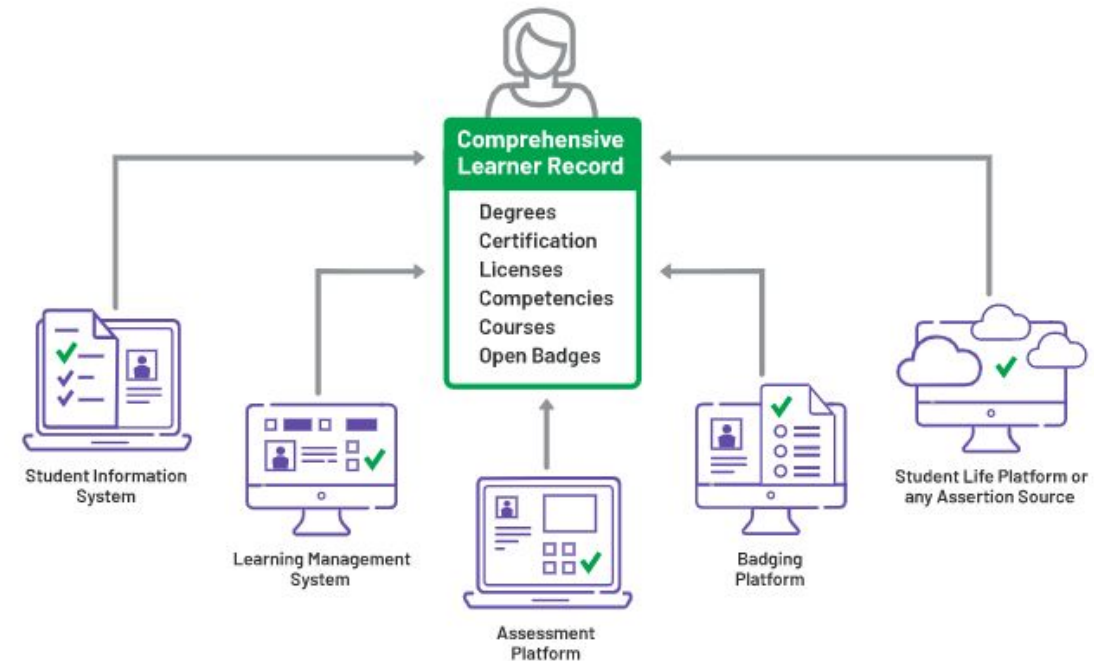 Comprehensive
Learner Record
Degrees
Certification
Licenses
Competencies
Courses
Open Badges
Student Information
System
Learning Management
System
Assessment
Platform
Badging
Platform
Student Life Platform or
any Assertion Source